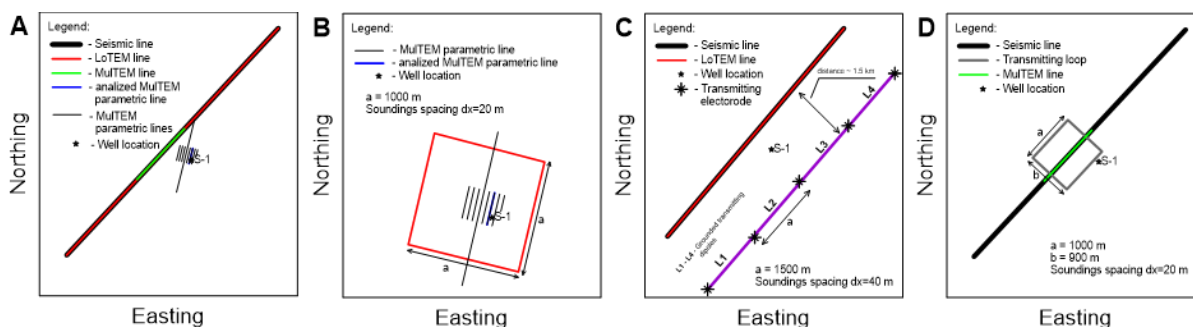 A
Legend:
- Seismic line
- LoTEM line
- MulTEM line
- analized MulTEM
parametric line
- MulTEM
parametric lines
- Well location
S-1
Northing
Easting
B
Legend:
- MulTEM parametric line
- analized MulTEM parametric line
- Well location
a = 1000 m
Soundings spacing dx=20 m
S-1
a
a
Northing
Easting
C
Legend:
- Seismic line
- LoTEM line
- Well location
- Transmitting
electorode
distance ~ 1.5 km
S-1
L4
L3
L2
L1
a
L1 - L4 - Grounded transmitting
dipoles
a = 1500 m
Soundings spacing dx=40 m
Northing
Easting
D
Legend:
- Seismic line
- Transmitting loop
- MulTEM line
- Well location
a
b
S-1
a = 1000 m
b = 900 m
Soundings spacing dx=20 m
Northing
Easting